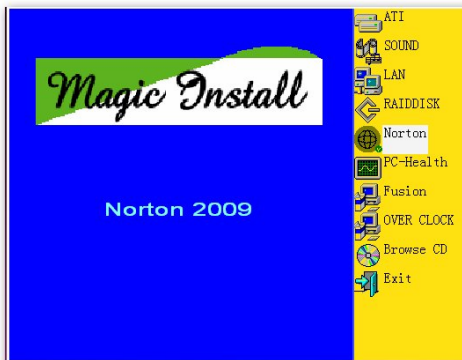 Magic Install
Norton 2009
ATI
SOUND
LAN
RAIDDISK
Norton
PC-Health
Fusion
OVER CLOCK
Browse CD
Exit